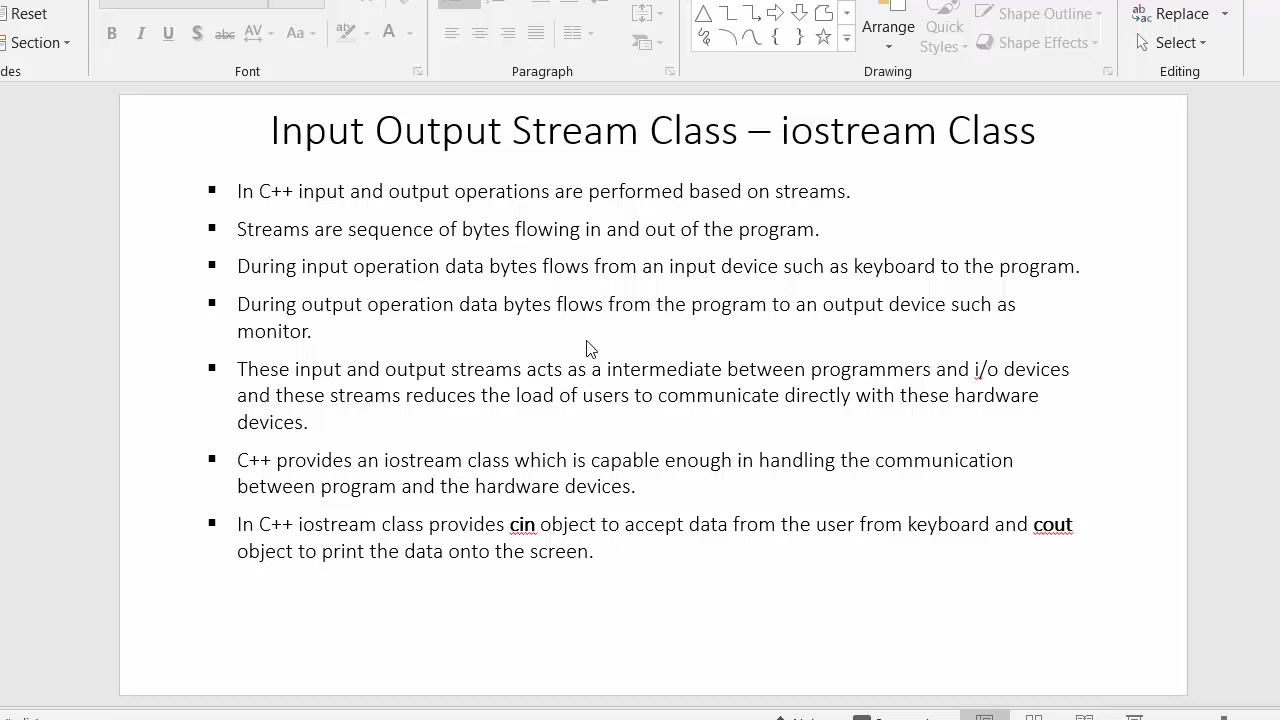 Reset
Section
B I U S abc AV Aa A
Font
Paragraph
Arrange
Quick
Styles
Shape Outline
Shape Effects
Drawing
Replace
Select
Editing
Input Output Stream Class – iostream Class
▪ In C++ input and output operations are performed based on streams.
▪ Streams are sequence of bytes flowing in and out of the program.
▪ During input operation data bytes flows from an input device such as keyboard to the program.
▪ During output operation data bytes flows from the program to an output device such as
monitor.
▪ These input and output streams acts as a intermediate between programmers and i/o devices
and these streams reduces the load of users to communicate directly with these hardware
devices.
▪ C++ provides an iostream class which is capable enough in handling the communication
between program and the hardware devices.
▪ In C++ iostream class provides cin object to accept data from the user from keyboard and cout
object to print the data onto the screen.